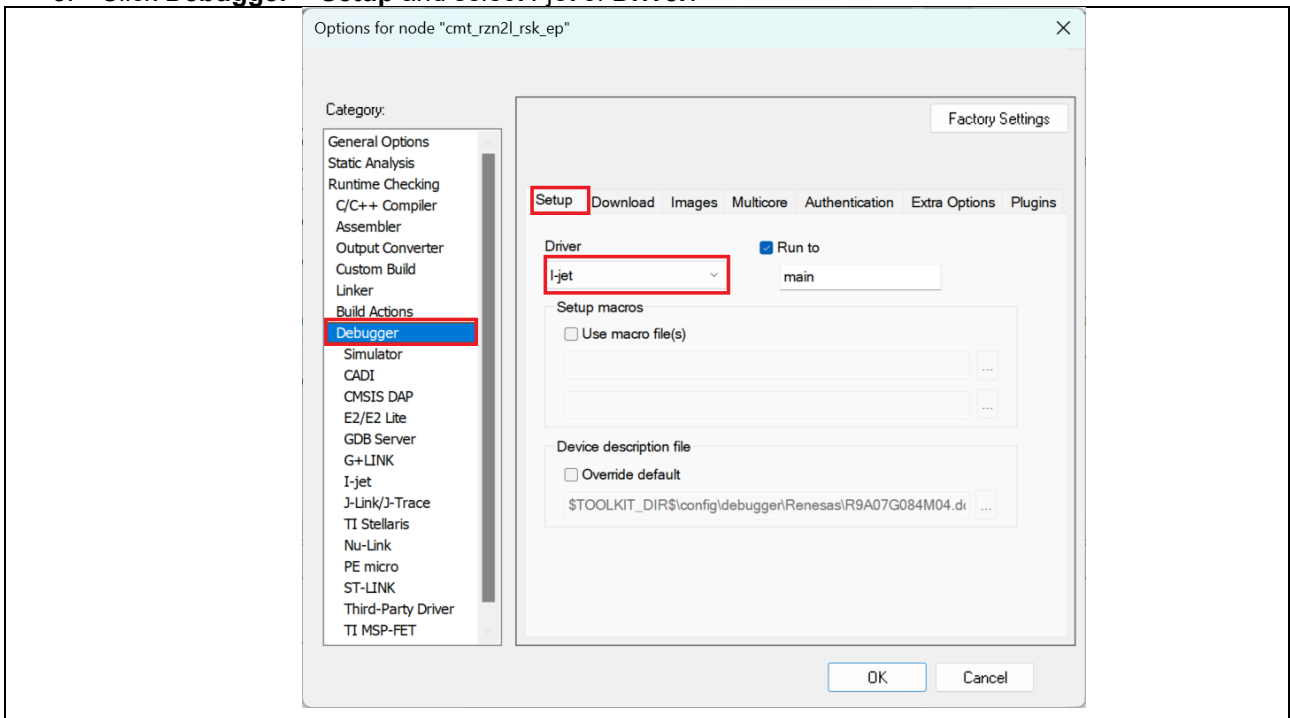 Options for node "cmt_rzn2l_rsk_ep"
Category:
Factory Settings
General Options
Static Analysis
Runtime Checking
C/C++ Compiler
Assembler
Output Converter
Custom Build
Linker
Build Actions
Debugger
Simulator
CADI
CMSIS DAP
E2/E2 Lite
GDB Server
G+LINK
I-jet
J-Link/J-Trace
TI Stellaris
Nu-Link
PE micro
ST-LINK
Third-Party Driver
TI MSP-FET
Setup Download Images Multicore Authentication Extra Options Plugins
Driver Run to
I-jet main
Setup macros
Use macro file(s)
...
...
Device description file
Override default
$TOOLKIT_DIR$\config\debugger\Renesas\R9A07G084M04.d ...
OK Cancel